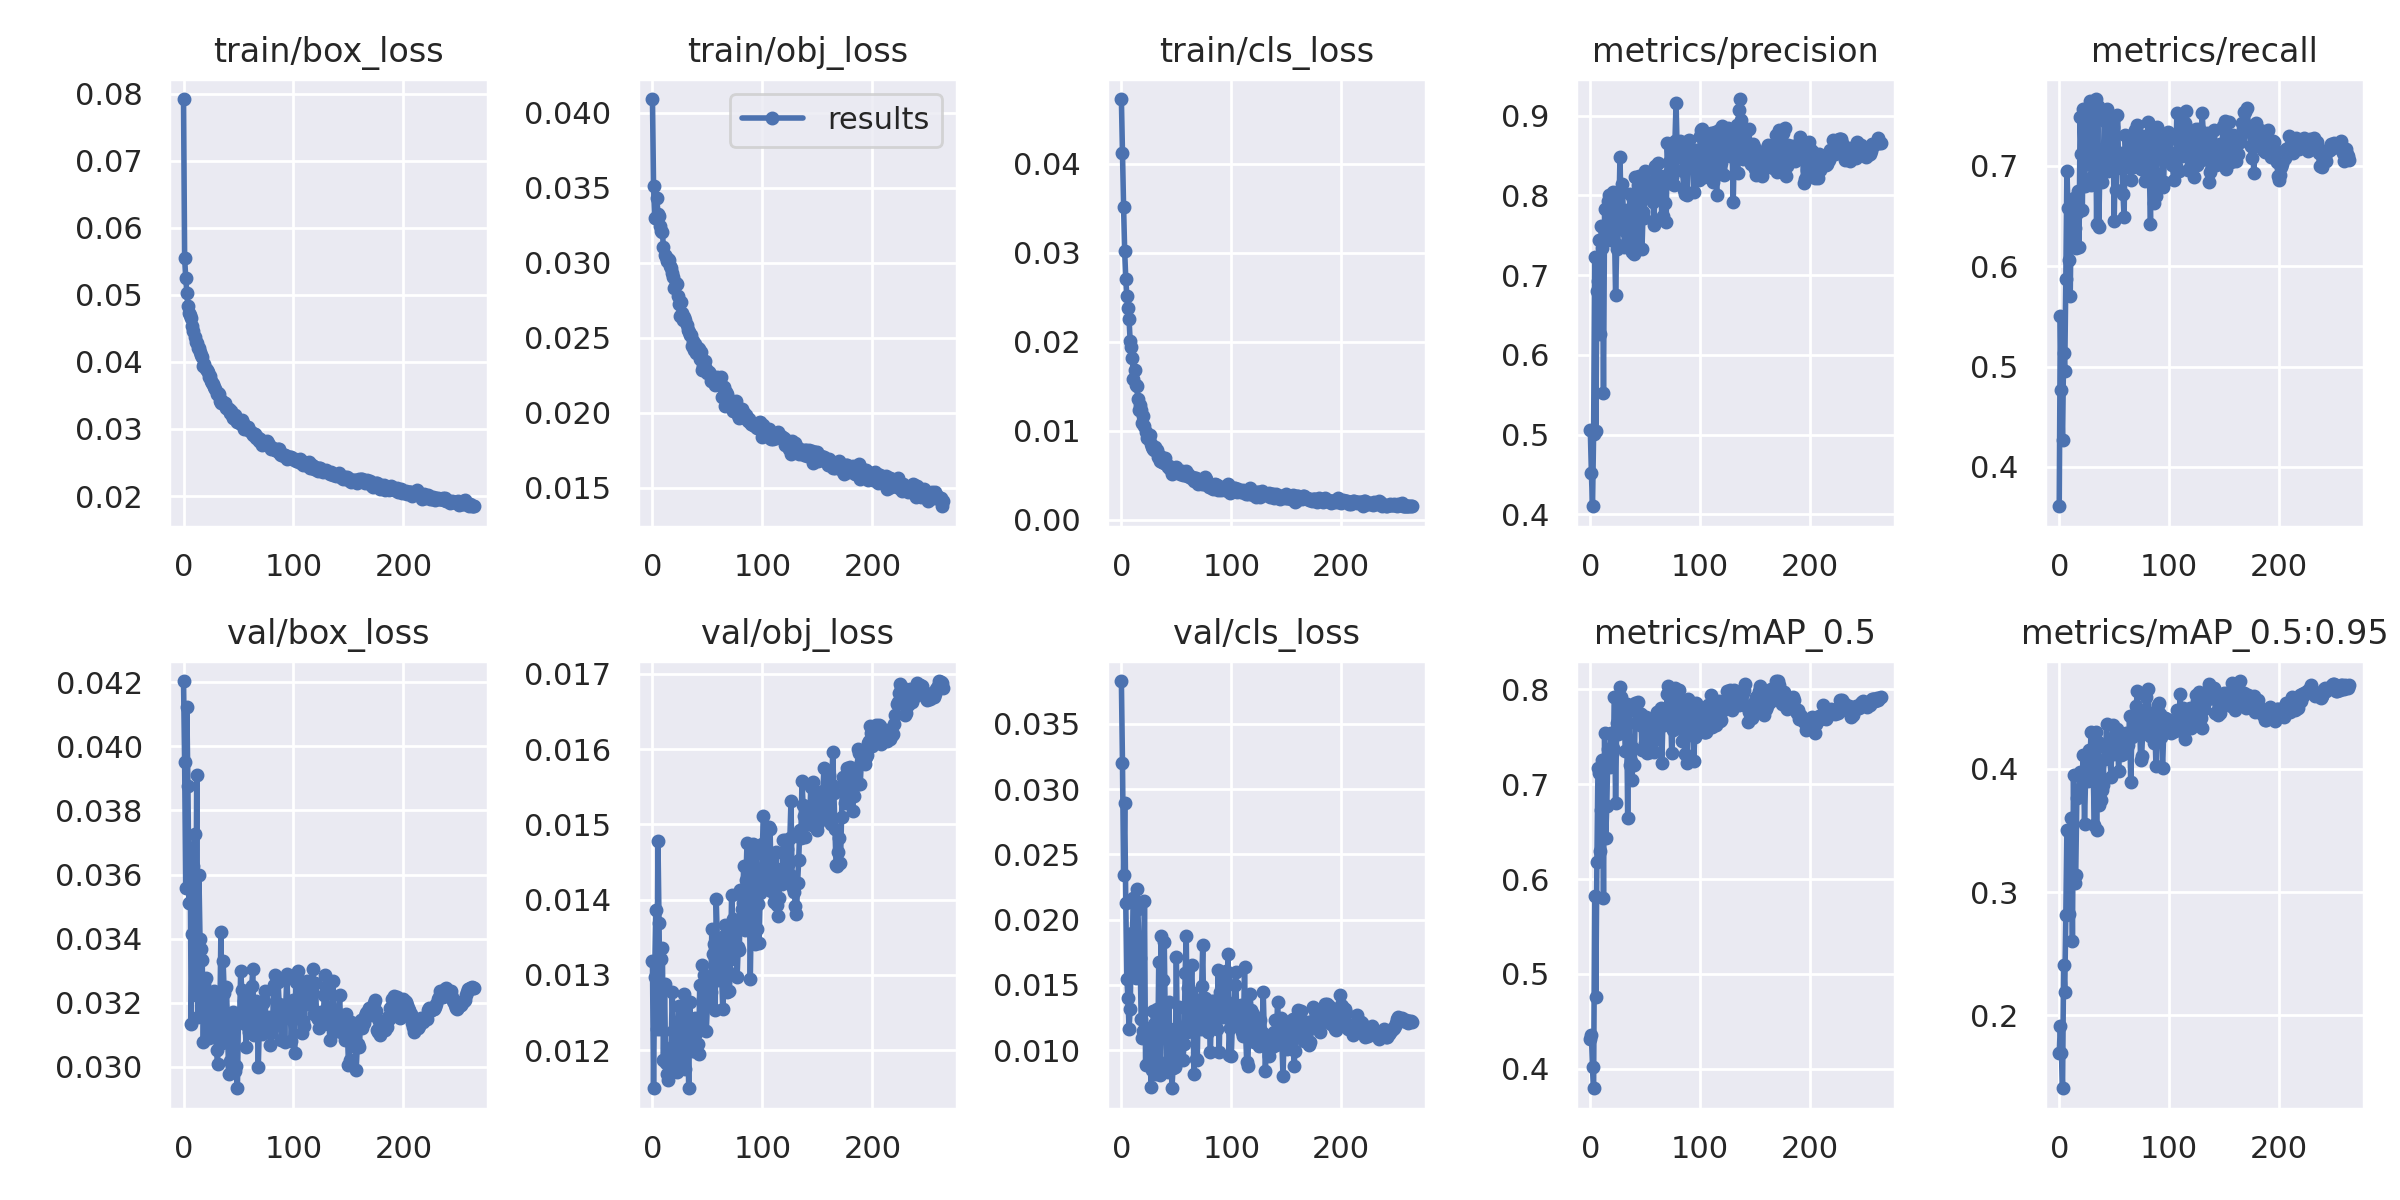 train/box_loss
0.08
0.07
0.06
0.05
0.04
0.03
0.02
0 100 200
train/obj_loss
results
0.040
0.035
0.030
0.025
0.020
0.015
0 100 200
train/cls_loss
0.04
0.03
0.02
0.01
0.00
0 100 200
metrics/precision
0.9
0.8
0.7
0.6
0.5
0.4
0 100 200
metrics/recall
0.7
0.6
0.5
0.4
0 100 200
val/box_loss
0.042
0.040
0.038
0.036
0.034
0.032
0.030
0 100 200
val/obj_loss
0.017
0.016
0.015
0.014
0.013
0.012
0 100 200
val/cls_loss
0.035
0.030
0.025
0.020
0.015
0.010
0 100 200
metrics/mAP_0.5
0.8
0.7
0.6
0.5
0.4
0 100 200
metrics/mAP_0.5:0.95
0.4
0.3
0.2
0 100 200